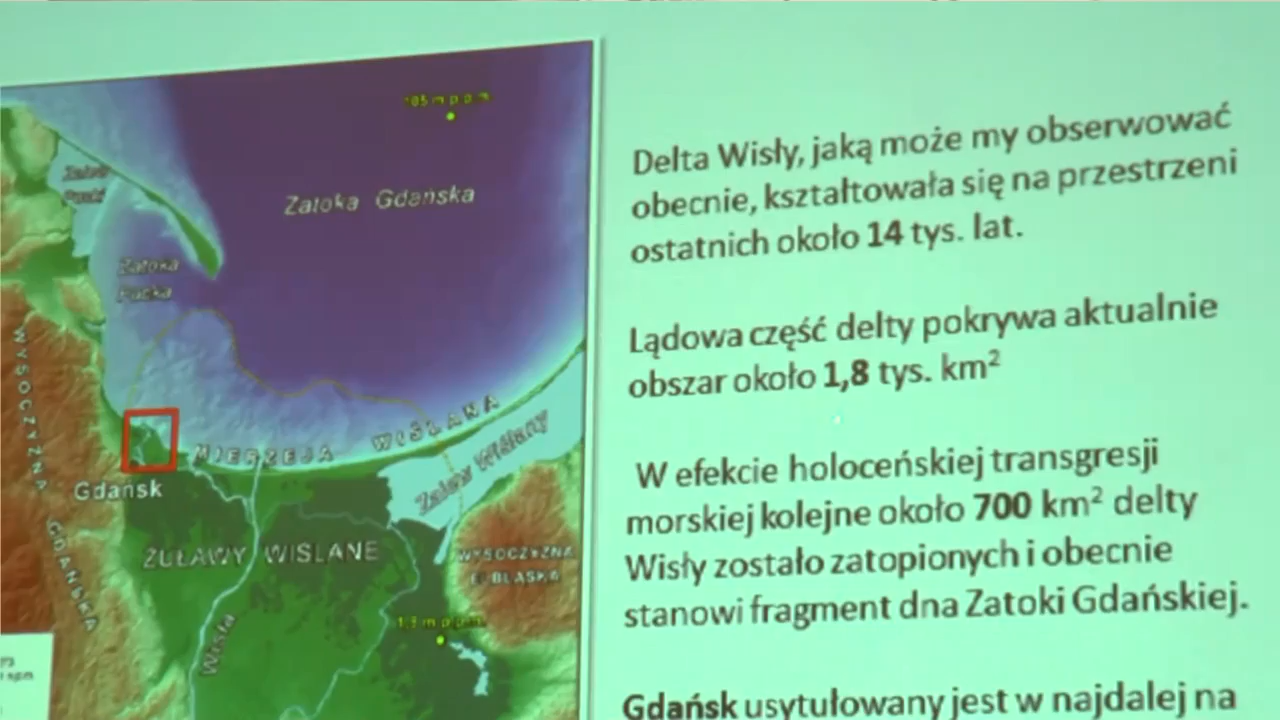 105 m p.p.m.
Zatoka Gdańska
Zalew
Pucki
Zatoka
Pucka
WYSOCZYZNA
GDAŃSKA
MIERZEJA WIŚLANA
Zalew Wiślany
Gdańsk
ŻUŁAWY WIŚLANE
WYSOCZYZNA
ELBLĄSKA
Wisła
1,8 m p.p.m.
Delta Wisły, jaką może my obserwować
obecnie, kształtowała się na przestrzeni
ostatnich około 14 tys. lat.
Lądowa część delty pokrywa aktualnie
obszar około 1,8 tys. km²
W efekcie holoceńskiej transgresji
morskiej kolejne około 700 km² delty
Wisły zostało zatopionych i obecnie
stanowi fragment dna Zatoki Gdańskiej.
Gdańsk usytułowany jest w najdalej na